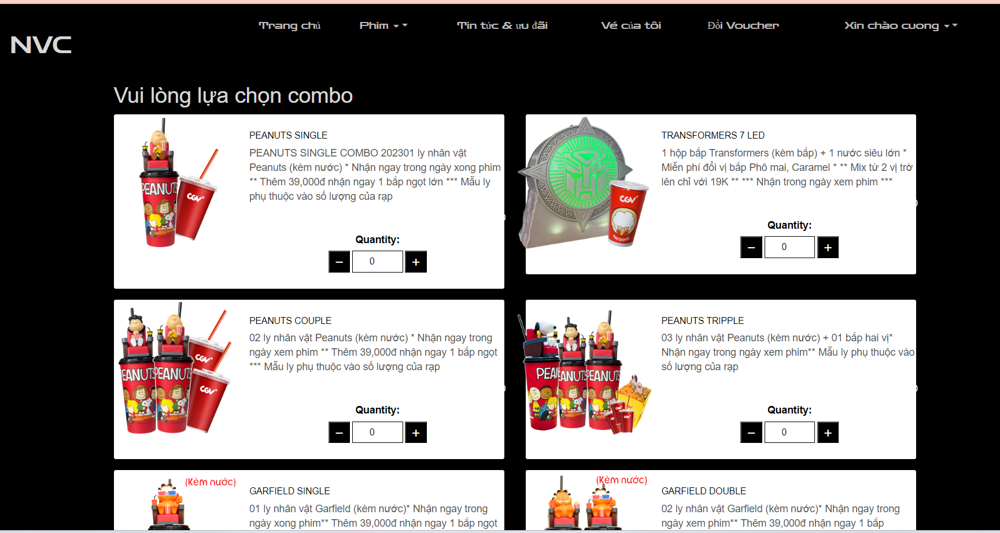 Trang chủ
Phim
Tin tức & ưu đãi
Vé của tôi
Đổi Voucher
Xin chào cuong
NVC
Vui lòng lựa chọn combo
PEANUTS SINGLE
PEANUTS SINGLE COMBO 202301 ly nhân vật
Peanuts (kèm nước) * Nhận ngay trong ngày xong phim
** Thêm 39,000đ nhận ngay 1 bắp ngọt lớn *** Mẫu ly
phụ thuộc vào số lượng của rạp
Quantity:
− 0 +
PEANUTS
CGV
TRANSFORMERS 7 LED
1 hộp bắp Transformers (kèm bắp) + 1 nước siêu lớn *
Miễn phí đổi vị bắp Phô mai, Caramel * ** Mix từ 2 vị trở
lên chỉ với 19K ** *** Nhận trong ngày xem phim ***
Quantity:
− 0 +
CGV
PEANUTS COUPLE
02 ly nhân vật Peanuts (kèm nước) * Nhận ngay trong
ngày xem phim ** Thêm 39,000đ nhận ngay 1 bắp ngọt
*** Mẫu ly phụ thuộc vào số lượng của rạp
Quantity:
− 0 +
CGV
PEANUTS PEANUTS
CGV
PEANUTS TRIPPLE
03 ly nhân vật Peanuts (kèm nước) + 01 bắp hai vị*
Nhận ngay trong ngày xem phim** Mẫu ly phụ thuộc vào
số lượng của rạp
Quantity:
− 0 +
PEANUTS PEANUTS
CGV
(Kèm nước)
GARFIELD SINGLE
01 ly nhân vật Garfield (kèm nước)* Nhận ngay trong
ngày xong phim** Thêm 39,000đ nhận ngay 1 bắp ngọt
(Kèm nước)
GARFIELD DOUBLE
02 ly nhân vật Garfield (kèm nước)* Nhận ngay trong
ngày xem phim** Thêm 39,000đ nhận ngay 1 bắp